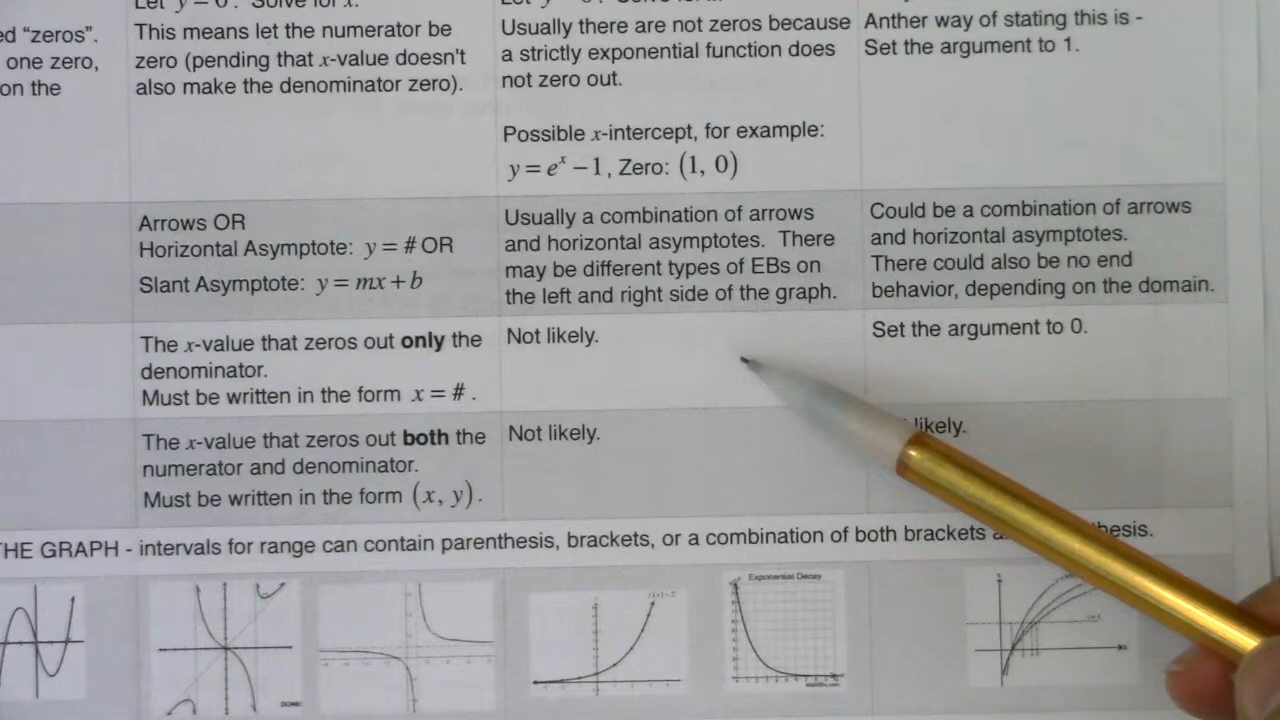 Let y = 0. Solve for x.
ed “zeros”.
one zero,
on the
This means let the numerator be
zero (pending that x-value doesn't
also make the denominator zero).
Usually there are not zeros because
a strictly exponential function does
not zero out.
Possible x-intercept, for example:
y = eˣ − 1, Zero: (1, 0)
Anther way of stating this is -
Set the argument to 1.
Arrows OR
Horizontal Asymptote: y = # OR
Slant Asymptote: y = mx + b
Usually a combination of arrows
and horizontal asymptotes. There
may be different types of EBs on
the left and right side of the graph.
Could be a combination of arrows
and horizontal asymptotes.
There could also be no end
behavior, depending on the domain.
The x-value that zeros out only the
denominator.
Must be written in the form x = # .
Not likely.
Set the argument to 0.
The x-value that zeros out both the
numerator and denominator.
Must be written in the form (x, y).
Not likely.
likely.
THE GRAPH - intervals for range can contain parenthesis, brackets, or a combination of both brackets
Exponential Decay